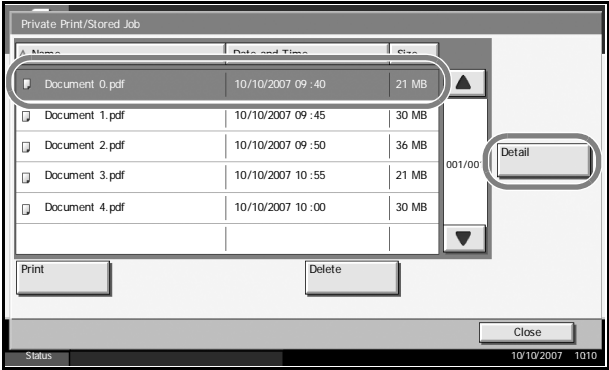 Private Print/Stored Job
Name Date and Time Size
Document 0.pdf 10/10/2007 09:40 21 MB
Document 1.pdf 10/10/2007 09:45 30 MB
Document 2.pdf 10/10/2007 09:50 36 MB
Document 3.pdf 10/10/2007 10:55 21 MB
Document 4.pdf 10/10/2007 10:00 30 MB
001/00
Detail
Print Delete
Close
Status 10/10/2007 1010